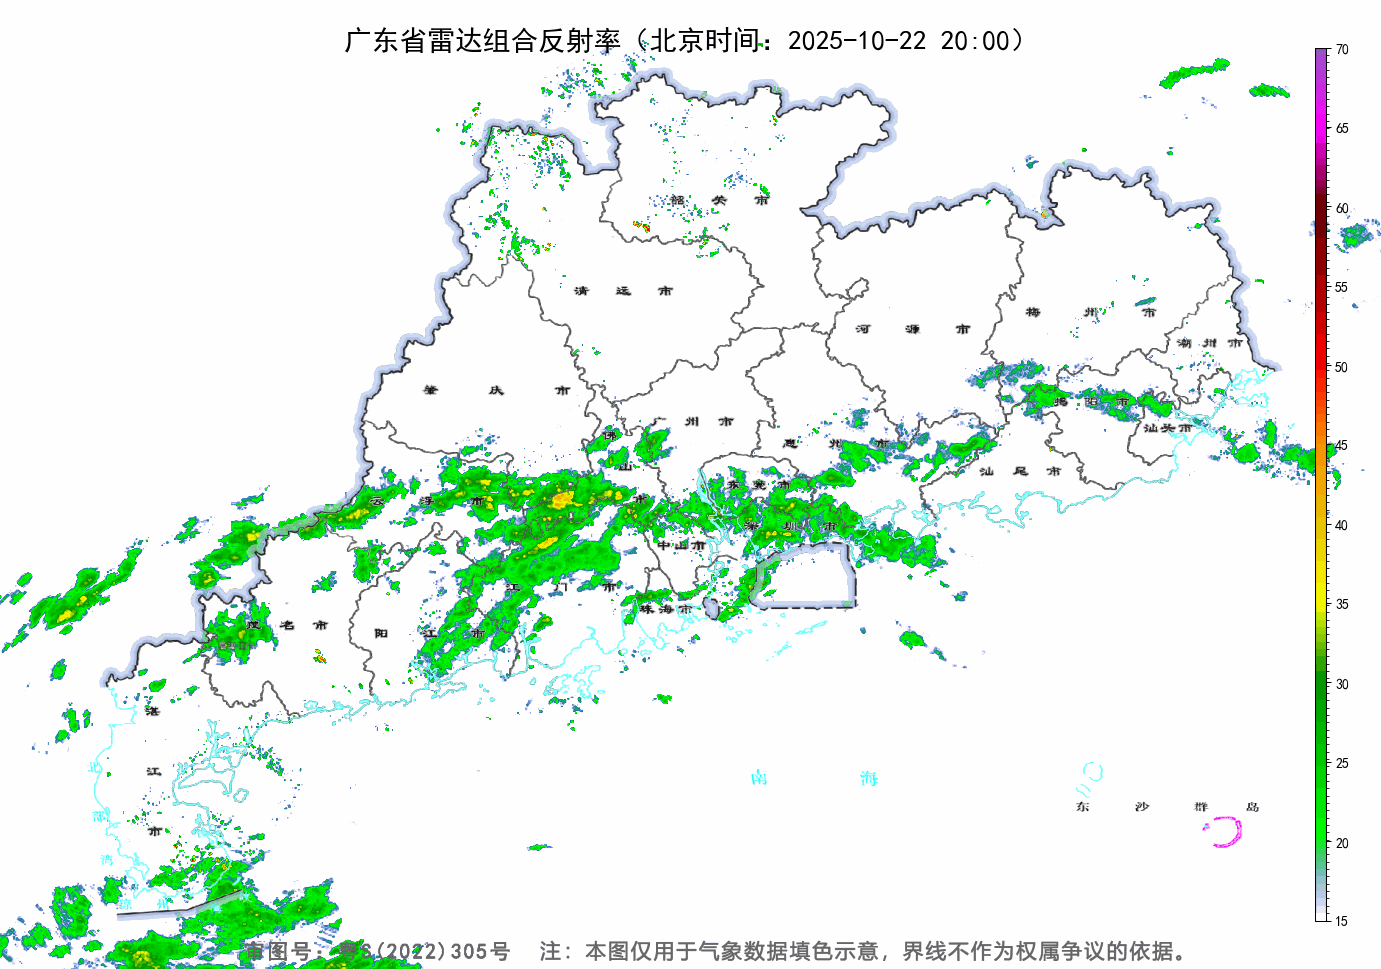 广东省雷达组合反射率（北京时间：2025-10-22 20:00）
70
65
60
55
50
45
40
35
30
25
20
15
韶 关 市
清 远 市
梅 州 市
河 源 市
潮 州 市
肇 庆 市
揭 阳 市
广 州 市
汕头市
佛 山 市
惠 州 市
汕 尾 市
东 莞 市
云 浮 市
深 圳 市
中山市
江 门 市
珠海市
茂 名 市
阳 江 市
湛 江 市
北 部 湾
南 海
东 沙 群 岛
琼 州
审图号：粤S(2022)305号 注：本图仅用于气象数据填色示意，界线不作为权属争议的依据。